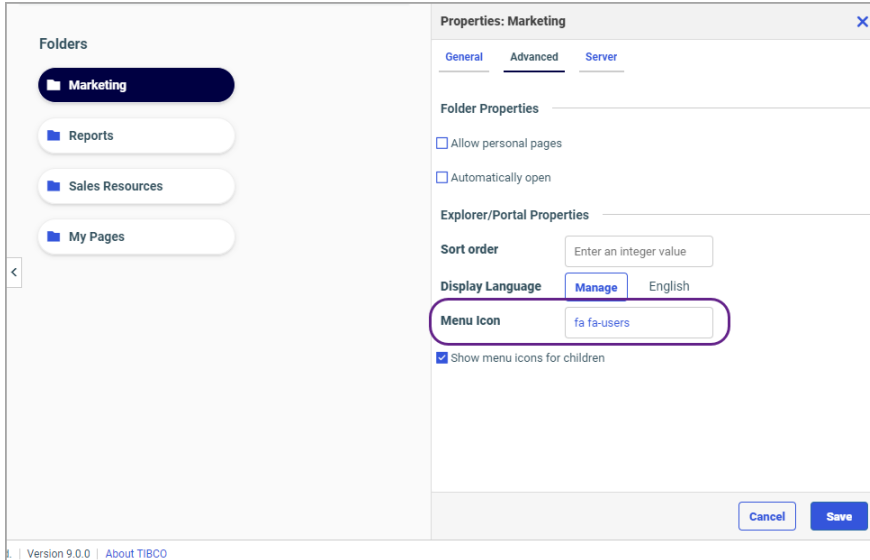 Folders
Marketing
Reports
Sales Resources
My Pages
Properties: Marketing
General Advanced Server
Folder Properties
Allow personal pages
Automatically open
Explorer/Portal Properties
Sort order Enter an integer value
Display Language Manage English
Menu Icon fa fa-users
Show menu icons for children
Cancel Save
d. | Version 9.0.0 | About TIBCO